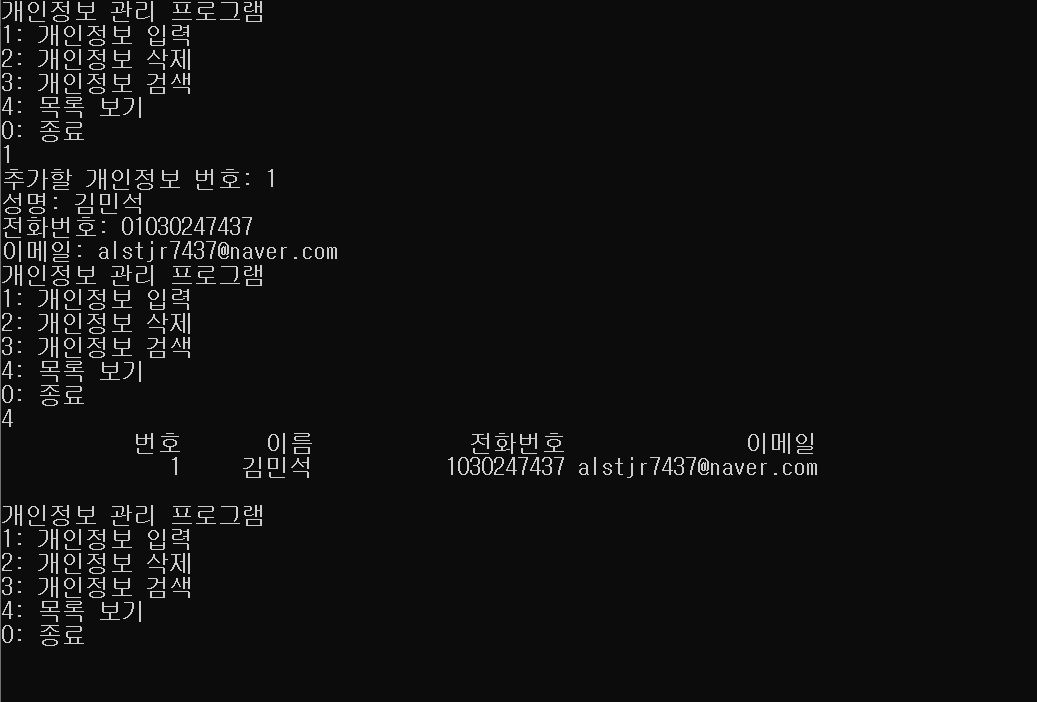 개인정보 관리 프로그램
1: 개인정보 입력
2: 개인정보 삭제
3: 개인정보 검색
4: 목록 보기
0: 종료
1
추가할 개인정보 번호: 1
성명: 김민석
전화번호: 01030247437
이메일: alstjr7437@naver.com
개인정보 관리 프로그램
1: 개인정보 입력
2: 개인정보 삭제
3: 개인정보 검색
4: 목록 보기
0: 종료
4
번호 이름 전화번호 이메일
1 김민석 1030247437 alstjr7437@naver.com
개인정보 관리 프로그램
1: 개인정보 입력
2: 개인정보 삭제
3: 개인정보 검색
4: 목록 보기
0: 종료